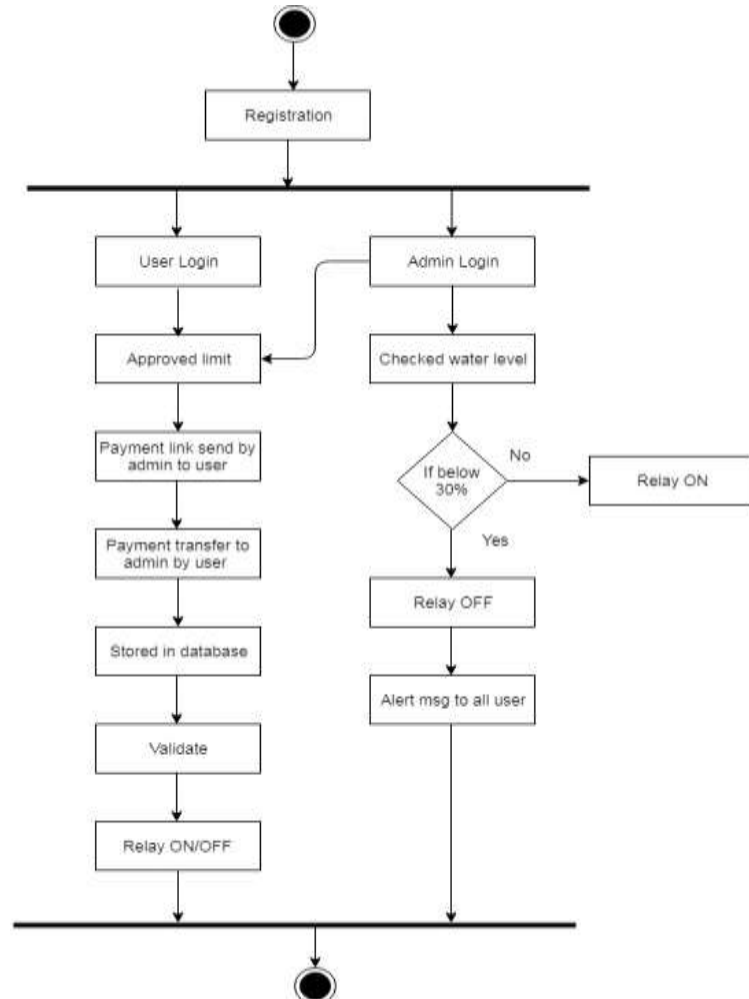 Registration
User Login
Admin Login
Approved limit
Checked water level
Payment link send by
admin to user
If below
30%
No
Relay ON
Yes
Payment transfer to
admin by user
Relay OFF
Stored in database
Alert msg to all user
Validate
Relay ON/OFF